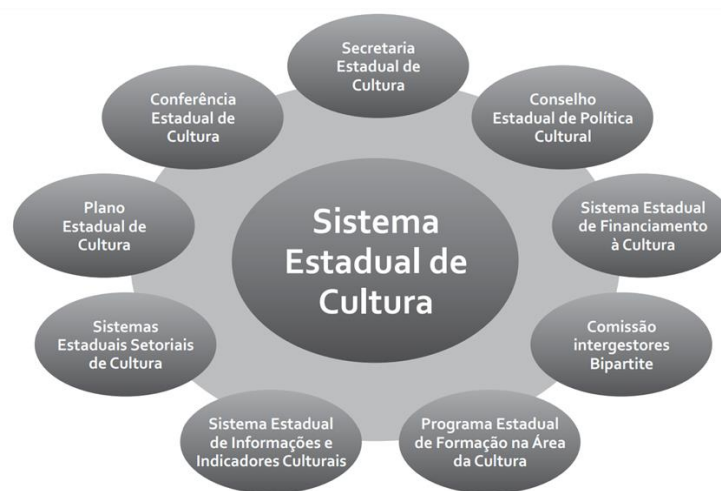 Secretaria
Estadual de
Cultura
Conferência
Estadual de
Cultura
Conselho
Estadual de Política
Cultural
Plano
Estadual de
Cultura
Sistema
Estadual de
Cultura
Sistema Estadual
de Financiamento
à Cultura
Sistemas
Estaduais Setoriais
de Cultura
Comissão
intergestores
Bipartite
Sistema Estadual
de Informações e
Indicadores Culturais
Programa Estadual
de Formação na Área
da Cultura